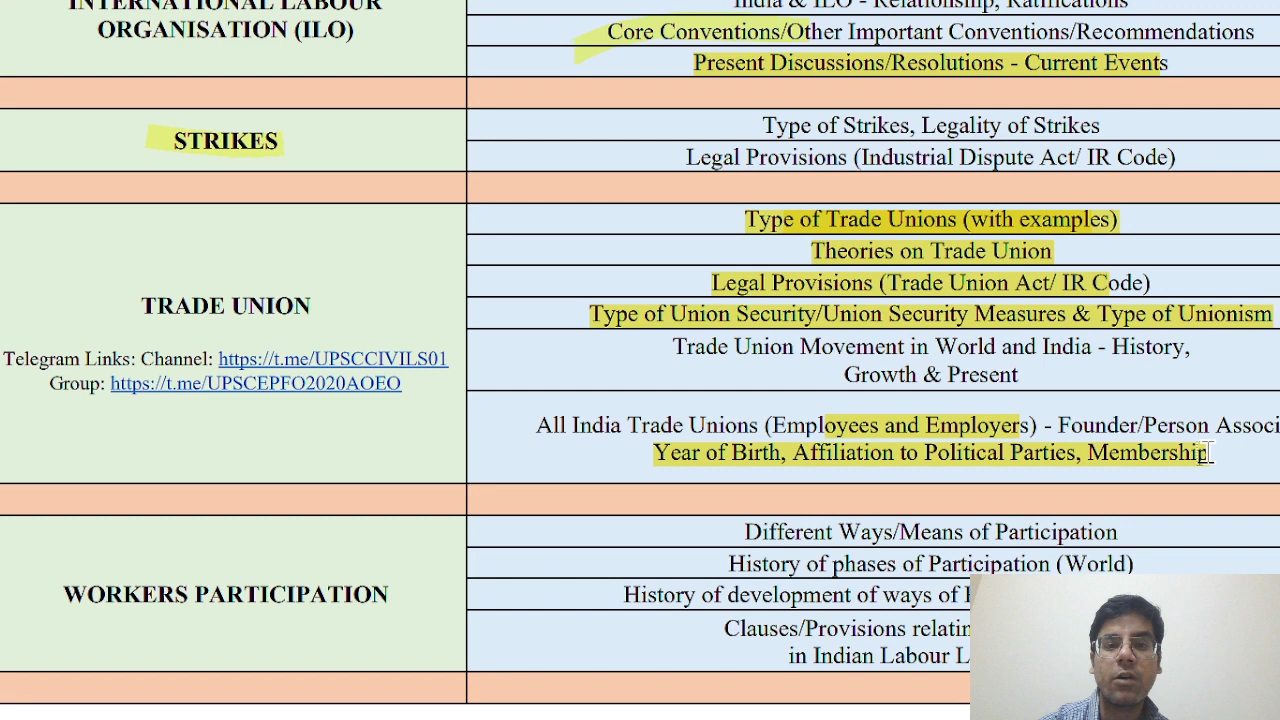 INTERNATIONAL LABOUR
ORGANISATION (ILO)
India & ILO - Relationship, Ratifications
Core Conventions/Other Important Conventions/Recommendations
Present Discussions/Resolutions - Current Events
STRIKES
Type of Strikes, Legality of Strikes
Legal Provisions (Industrial Dispute Act/ IR Code)
TRADE UNION
Telegram Links: Channel: https://t.me/UPSCCIVILS01
Group: https://t.me/UPSCEPFO2020AOEO
Type of Trade Unions (with examples)
Theories on Trade Union
Legal Provisions (Trade Union Act/ IR Code)
Type of Union Security/Union Security Measures & Type of Unionism
Trade Union Movement in World and India - History,
Growth & Present
All India Trade Unions (Employees and Employers) - Founder/Person Associ
Year of Birth, Affiliation to Political Parties, Membership
WORKERS PARTICIPATION
Different Ways/Means of Participation
History of phases of Participation (World)
History of development of ways of
Clauses/Provisions relatin
in Indian Labour L